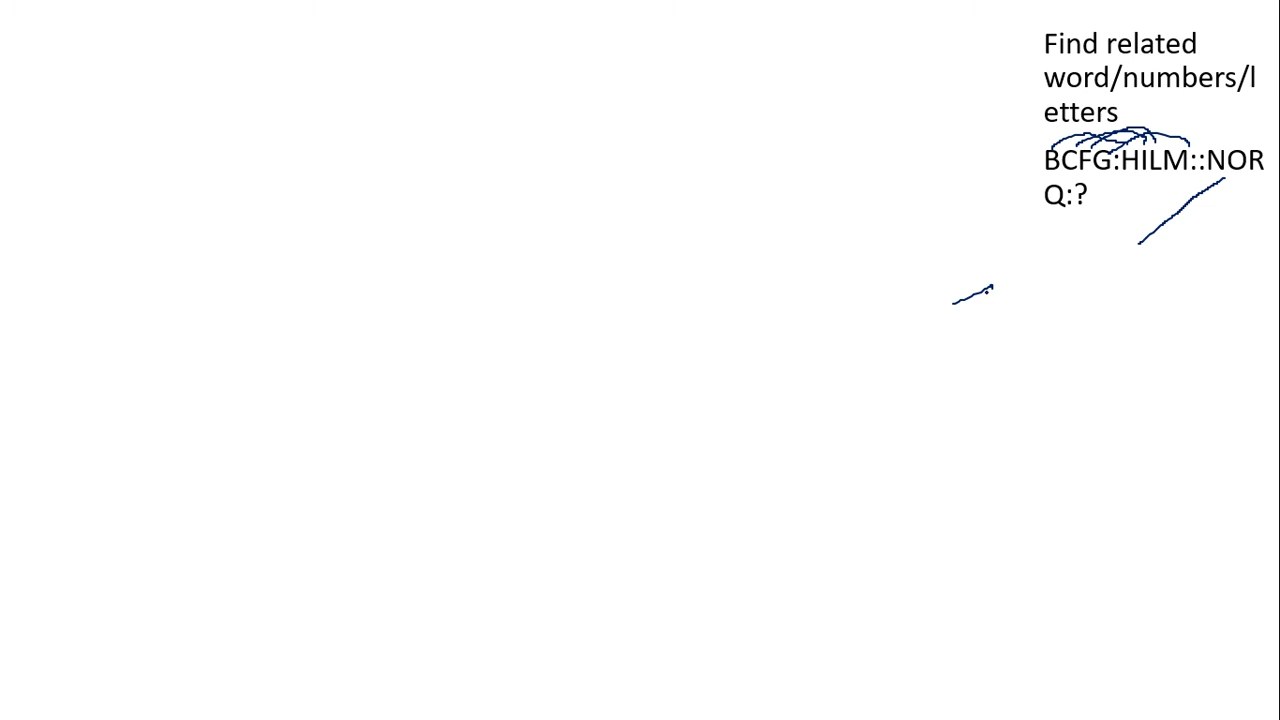 Find related
word/numbers/l
etters
BCFG:HILM::NOR
Q:?